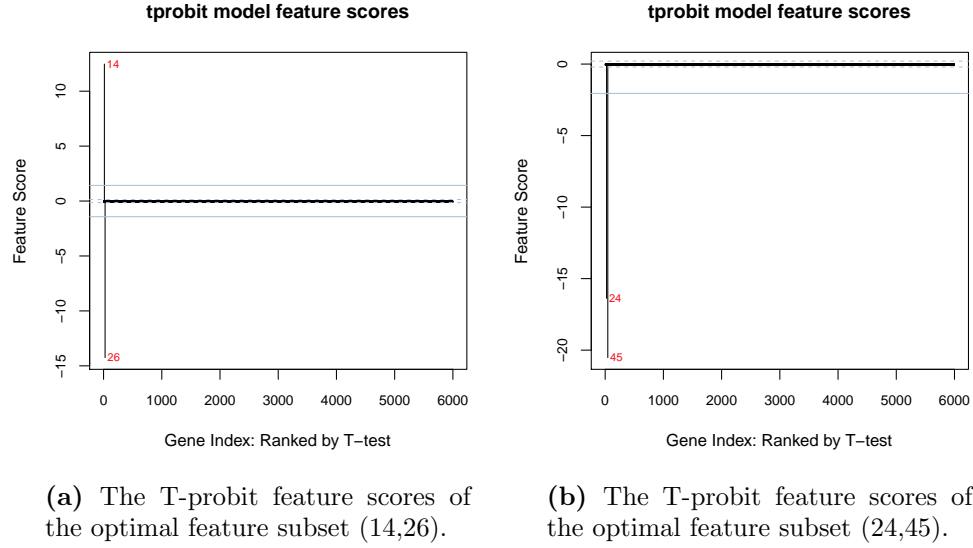 tprobit model feature scores
14
26
10
5
0
−5
−10
−15
Feature Score
0 1000 2000 3000 4000 5000 6000
Gene Index: Ranked by T−test
(a) The T-probit feature scores of
the optimal feature subset (14,26).
tprobit model feature scores
24
45
0
−5
−10
−15
−20
Feature Score
0 1000 2000 3000 4000 5000 6000
Gene Index: Ranked by T−test
(b) The T-probit feature scores of
the optimal feature subset (24,45).